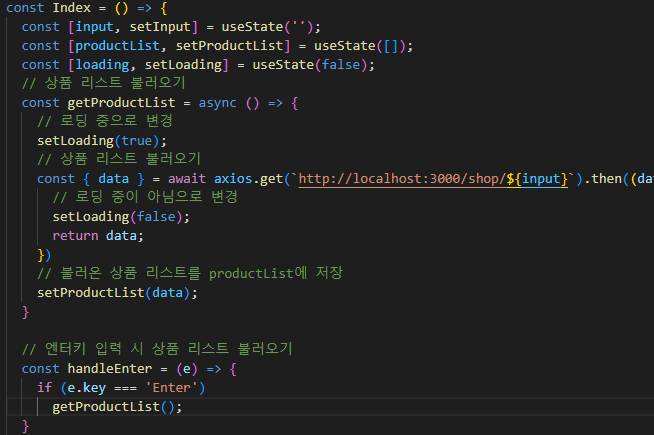 const Index = () => {
const [input, setInput] = useState('');
const [productList, setProductList] = useState([]);
const [loading, setLoading] = useState(false);
// 상품 리스트 불러오기
const getProductList = async () => {
// 로딩 중으로 변경
setLoading(true);
// 상품 리스트 불러오기
const { data } = await axios.get(`http://localhost:3000/shop/${input}`).then((da
// 로딩 중이 아님으로 변경
setLoading(false);
return data;
})
// 불러온 상품 리스트를 productList에 저장
setProductList(data);
}
// 엔터키 입력 시 상품 리스트 불러오기
const handleEnter = (e) => {
if (e.key === 'Enter')
getProductList();
}